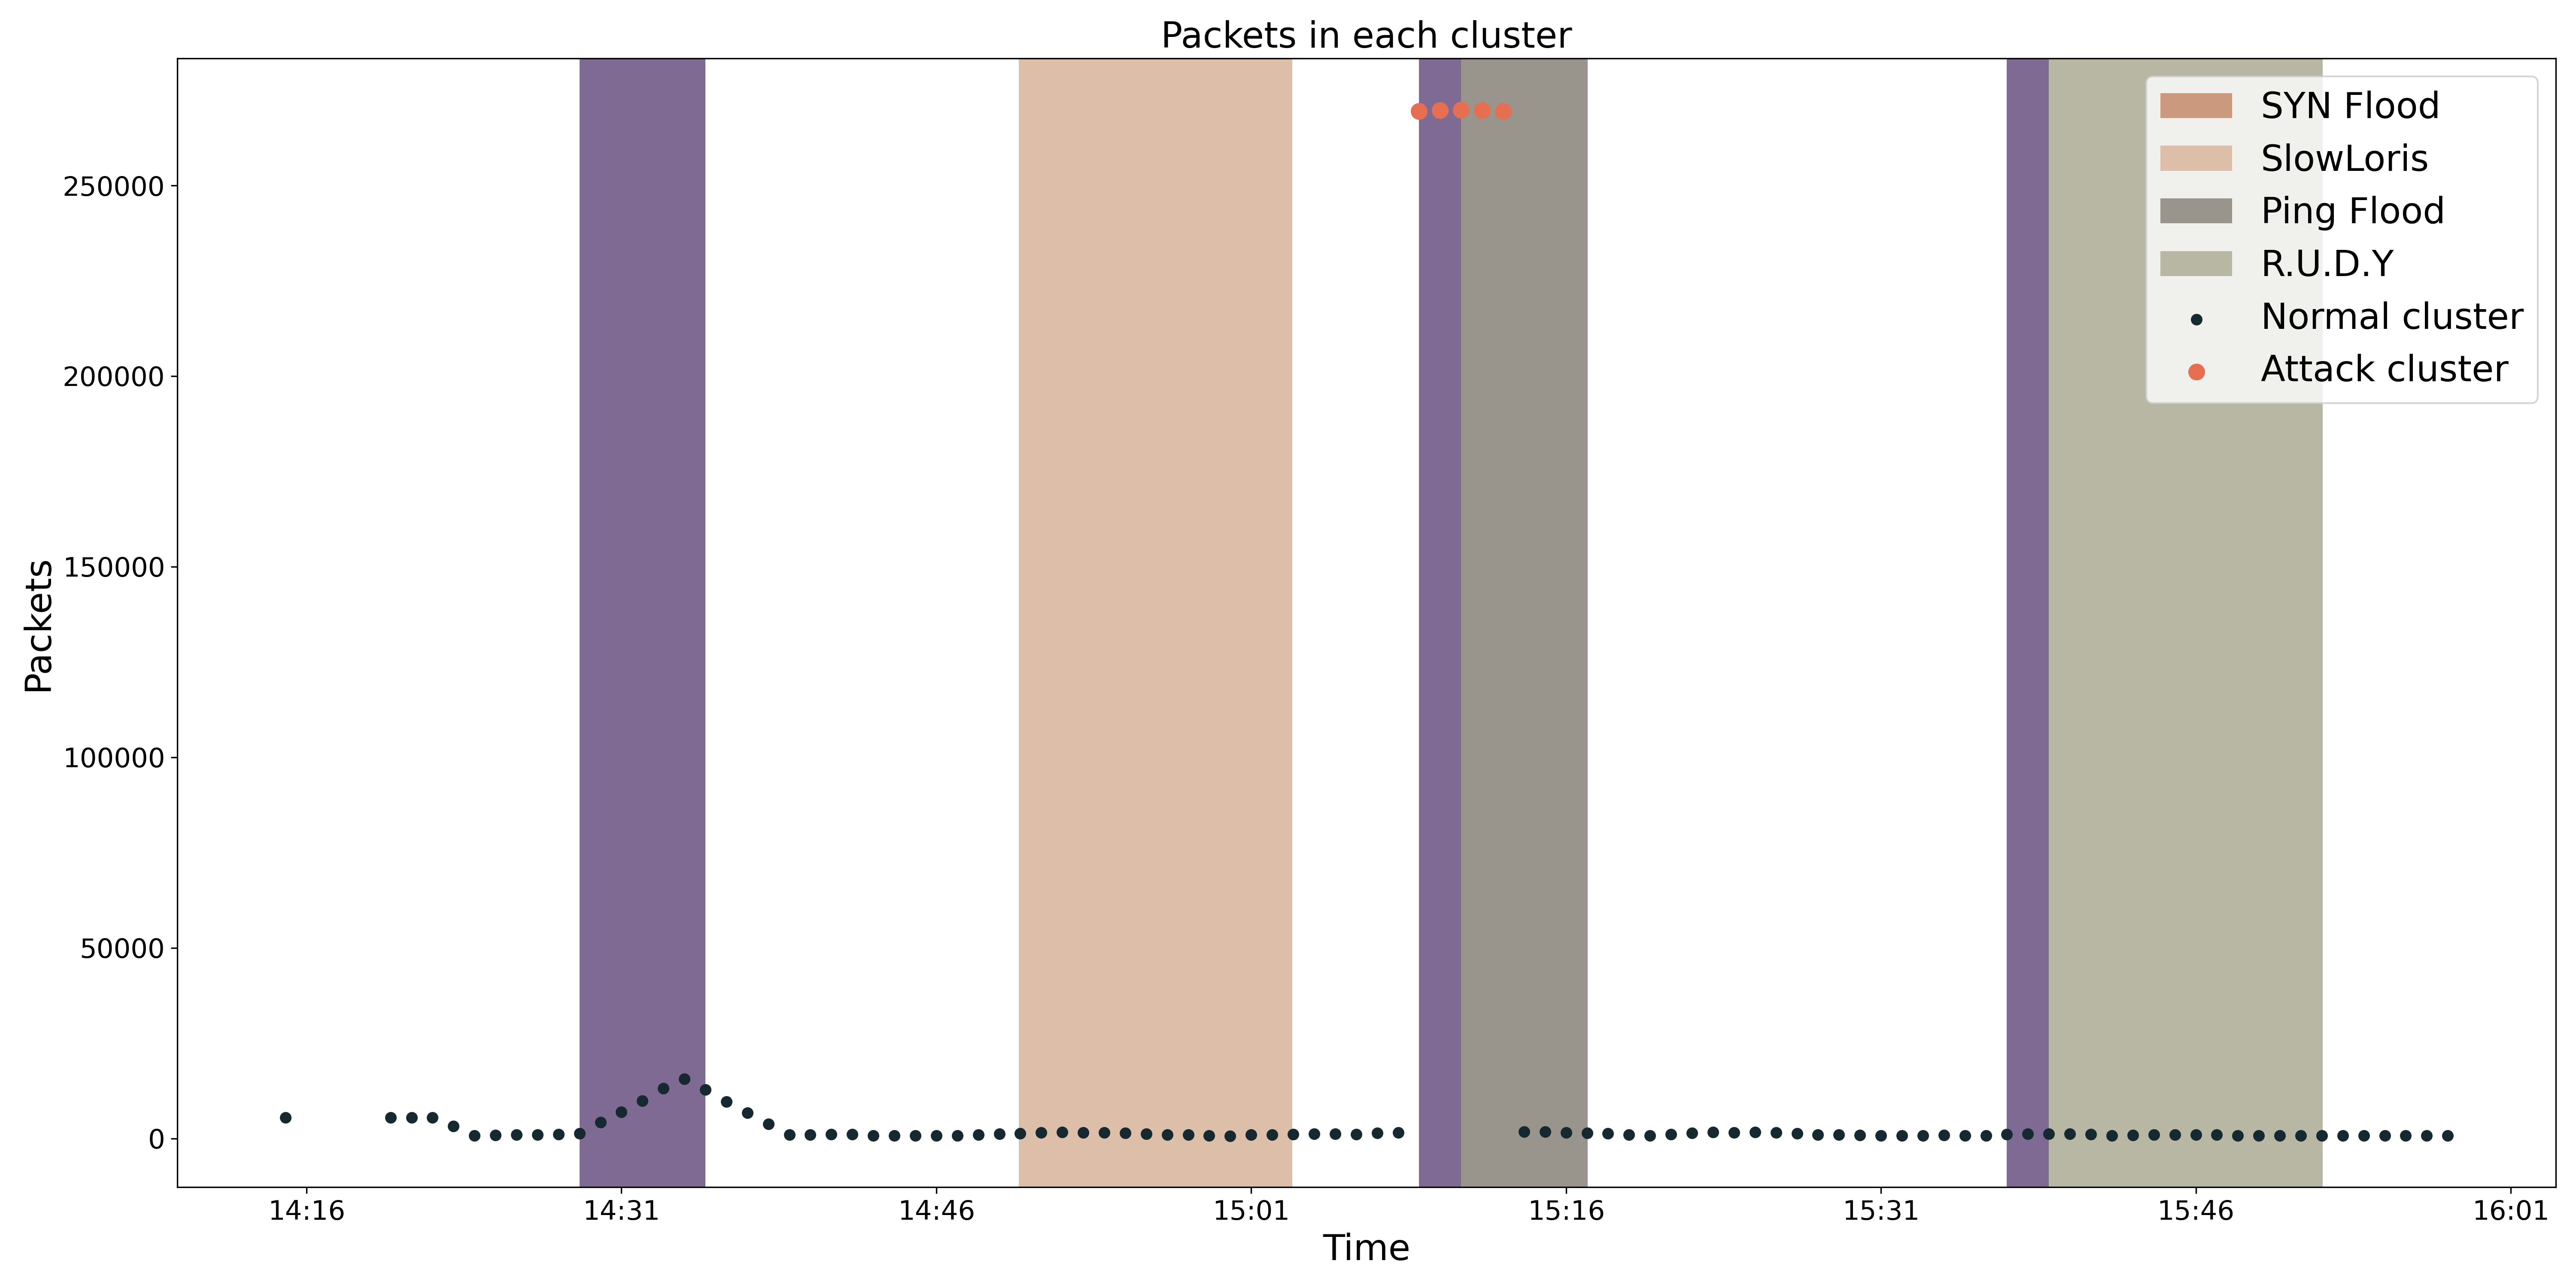 Packets in each cluster
SYN Flood
SlowLoris
Ping Flood
R.U.D.Y
Normal cluster
Attack cluster
250000
200000
150000
100000
50000
0
Packets
14:16
14:31
14:46
15:01
15:16
15:31
15:46
16:01
Time